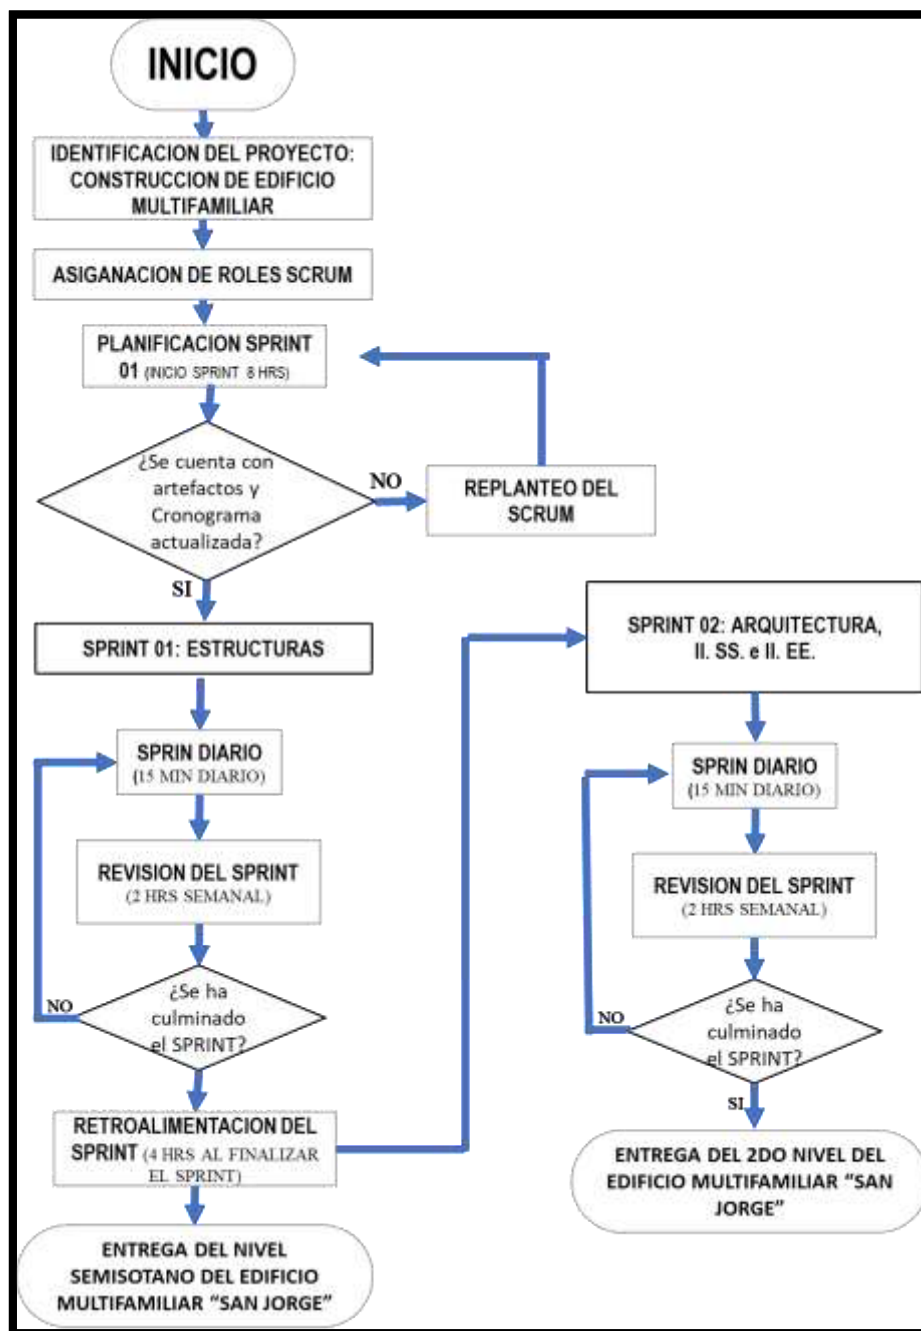 INICIO
IDENTIFICACION DEL PROYECTO:
CONSTRUCCION DE EDIFICIO
MULTIFAMILIAR
ASIGANACION DE ROLES SCRUM
PLANIFICACION SPRINT
01 (INICIO SPRINT 8 HRS)
¿Se cuenta con
artefactos y
Cronograma
actualizada?
NO
REPLANTEO DEL
SCRUM
SI
SPRINT 01: ESTRUCTURAS
SPRIN DIARIO
(15 MIN DIARIO)
REVISION DEL SPRINT
(2 HRS SEMANAL)
¿Se ha
culminado
el SPRINT?
NO
RETROALIMENTACION DEL
SPRINT (4 HRS AL FINALIZAR
EL SPRINT)
ENTREGA DEL NIVEL
SEMISOTANO DEL EDIFICIO
MULTIFAMILIAR “SAN JORGE”
SPRINT 02: ARQUITECTURA,
II. SS. e II. EE.
SPRIN DIARIO
(15 MIN DIARIO)
REVISION DEL SPRINT
(2 HRS SEMANAL)
¿Se ha
culminado
el SPRINT?
NO
SI
ENTREGA DEL 2DO NIVEL DEL
EDIFICIO MULTIFAMILIAR “SAN
JORGE”